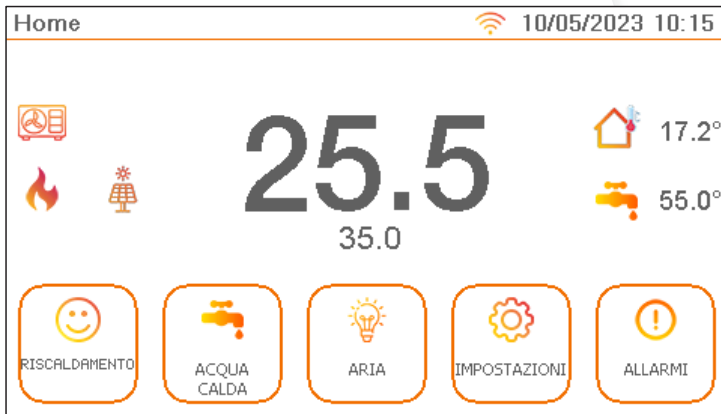 Home
10/05/2023 10:15
25.5
35.0
17.2°
55.0°
RISCALDAMENTO
ACQUA
CALDA
ARIA
IMPOSTAZIONI
ALLARMI